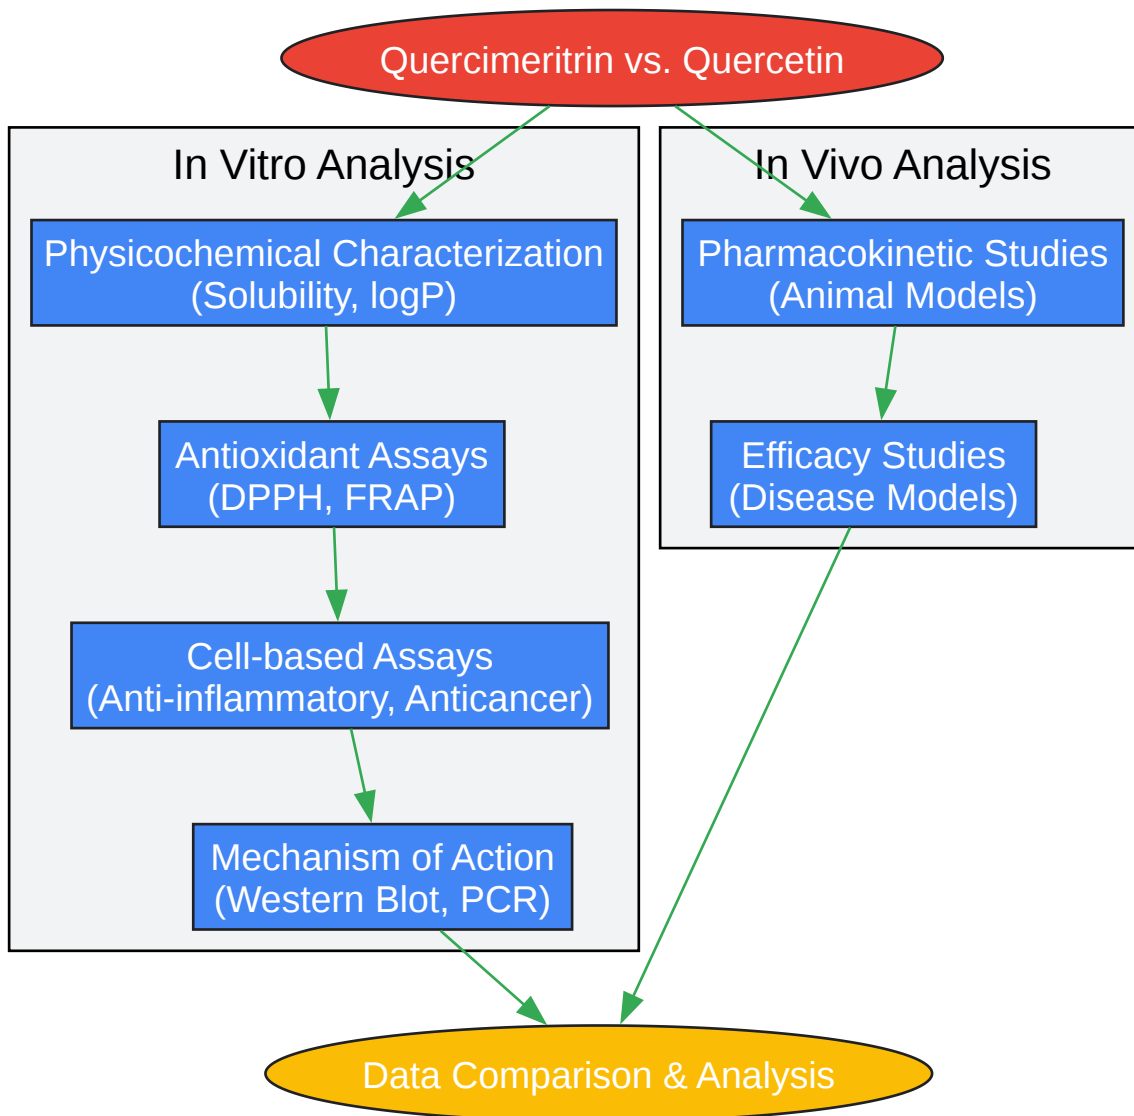 Quercimeritrin vs. Quercetin
In Vitro Analysis
Physicochemical Characterization
(Solubility, logP)
Antioxidant Assays
(DPPH, FRAP)
Cell-based Assays
(Anti-inflammatory, Anticancer)
Mechanism of Action
(Western Blot, PCR)
In Vivo Analysis
Pharmacokinetic Studies
(Animal Models)
Efficacy Studies
(Disease Models)
Data Comparison & Analysis